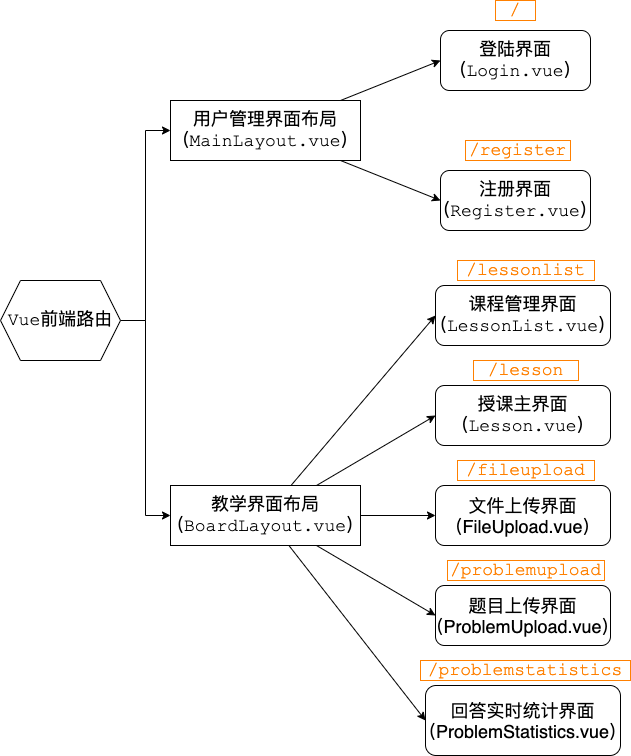 /
登陆界面
(Login.vue)
用户管理界面布局
(MainLayout.vue)
/register
注册界面
(Register.vue)
/lessonlist
课程管理界面
(LessonList.vue)
Vue前端路由
/lesson
授课主界面
(Lesson.vue)
/fileupload
教学界面布局
(BoardLayout.vue)
文件上传界面
(FileUpload.vue)
/problemupload
题目上传界面
(ProblemUpload.vue)
/problemstatistics
回答实时统计界面
(ProblemStatistics.vue)